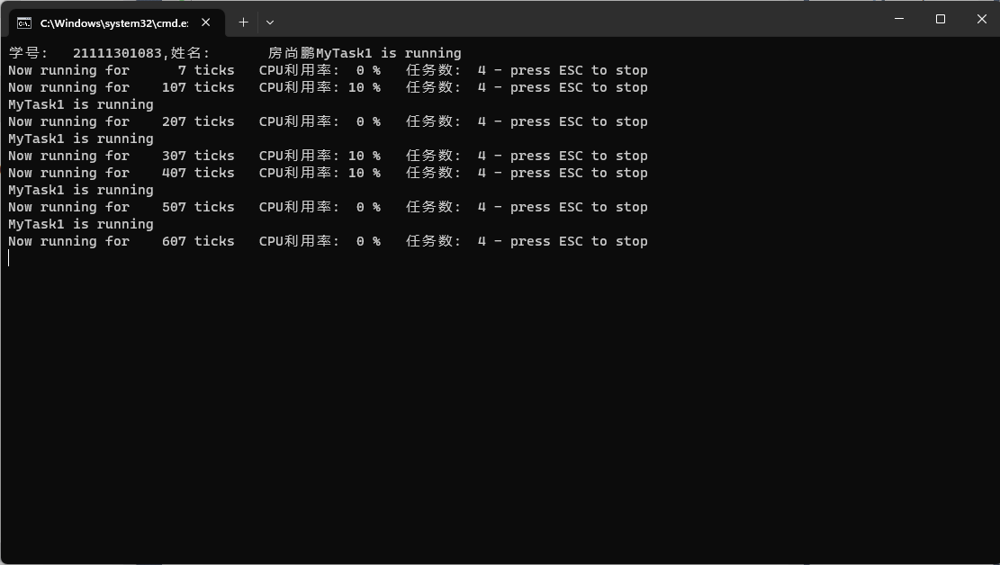 C:\Windows\system32\cmd.e:
学号:   21111301083,姓名:       房尚鹏MyTask1 is running
Now running for      7 ticks   CPU利用率:  0 %   任务数:  4 - press ESC to stop
Now running for    107 ticks   CPU利用率: 10 %   任务数:  4 - press ESC to stop
MyTask1 is running
Now running for    207 ticks   CPU利用率:  0 %   任务数:  4 - press ESC to stop
MyTask1 is running
Now running for    307 ticks   CPU利用率: 10 %   任务数:  4 - press ESC to stop
Now running for    407 ticks   CPU利用率: 10 %   任务数:  4 - press ESC to stop
MyTask1 is running
Now running for    507 ticks   CPU利用率:  0 %   任务数:  4 - press ESC to stop
MyTask1 is running
Now running for    607 ticks   CPU利用率:  0 %   任务数:  4 - press ESC to stop